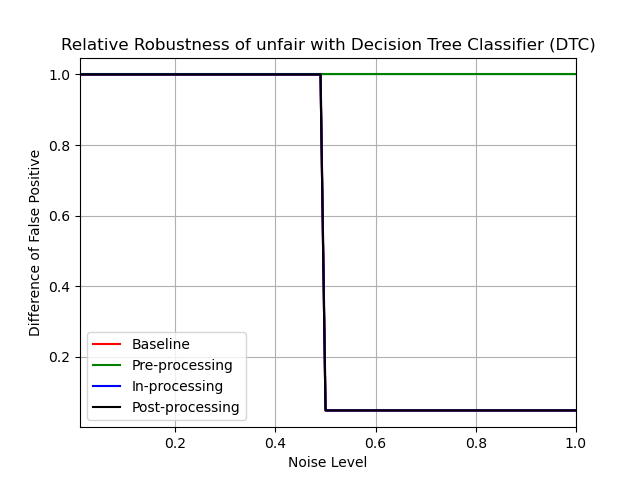 Relative Robustness of unfair with Decision Tree Classifier (DTC)
1.0
0.8
0.6
0.4
0.2
Difference of False Positive
Baseline
Pre-processing
In-processing
Post-processing
0.2 0.4 0.6 0.8 1.0
Noise Level